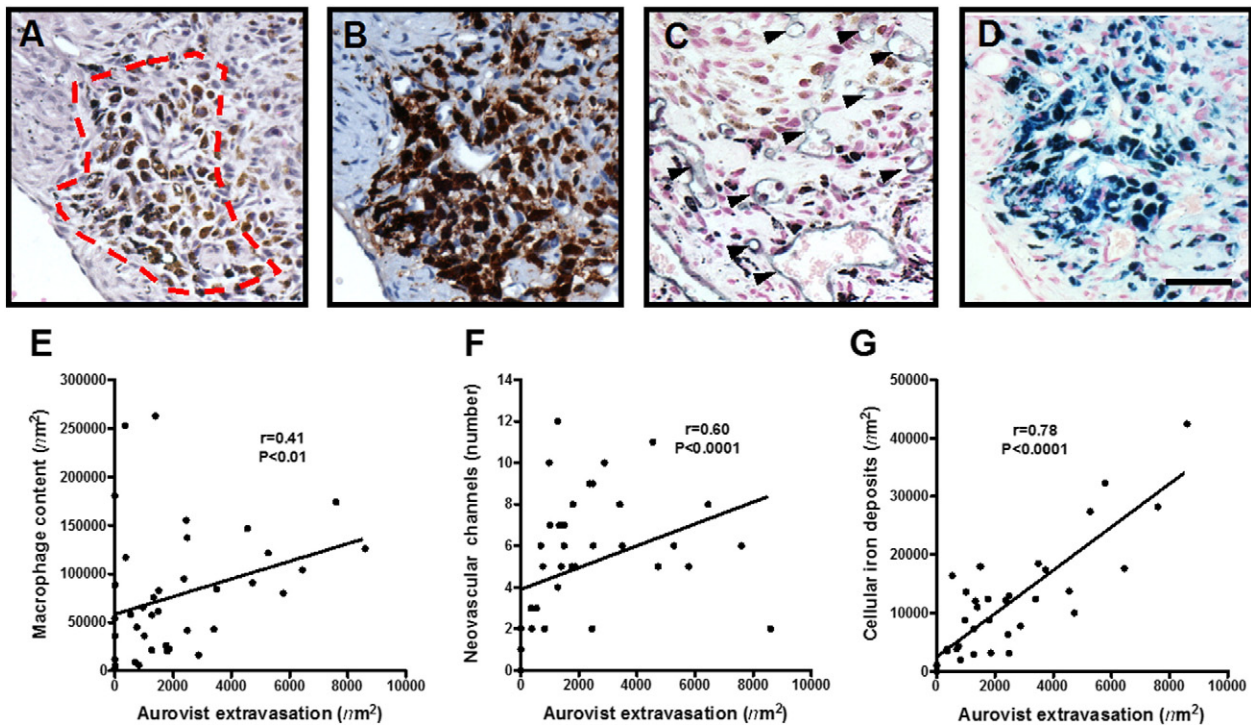 A
B
C
D
E
300000
250000
200000
150000
100000
50000
0
Macrophage content (nm²)
r=0.41
P<0.01
0 2000 4000 6000 8000 10000
Aurovist extravasation (nm²)
F
14
12
10
8
6
4
2
0
Neovascular channels (number)
r=0.60
P<0.0001
0 2000 4000 6000 8000 10000
Aurovist extravasation (nm²)
G
50000
40000
30000
20000
10000
0
Cellular iron deposits (nm²)
r=0.78
P<0.0001
0 2000 4000 6000 8000 10000
Aurovist extravasation (nm²)